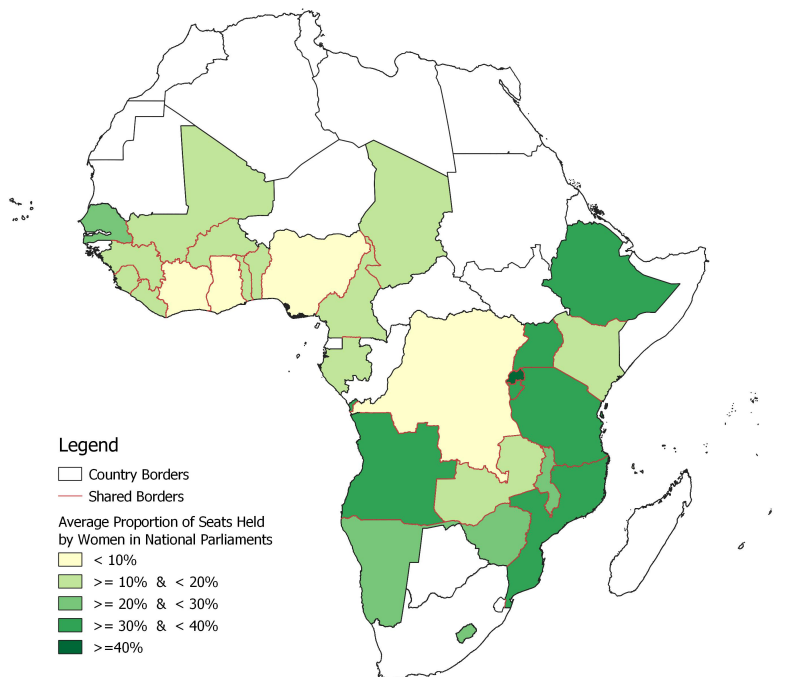 Legend
Country Borders
Shared Borders
Average Proportion of Seats Held
by Women in National Parliaments
< 10%
>= 10% & < 20%
>= 20% & < 30%
>= 30% & < 40%
>=40%